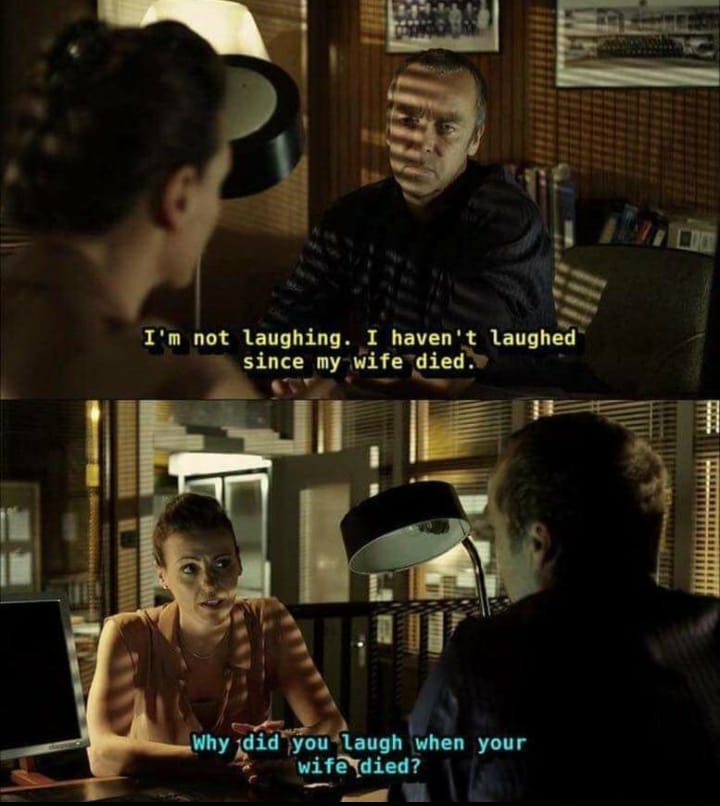 I'm not laughing. I haven't laughed
since my wife died.
Why did you laugh when your
wife died?